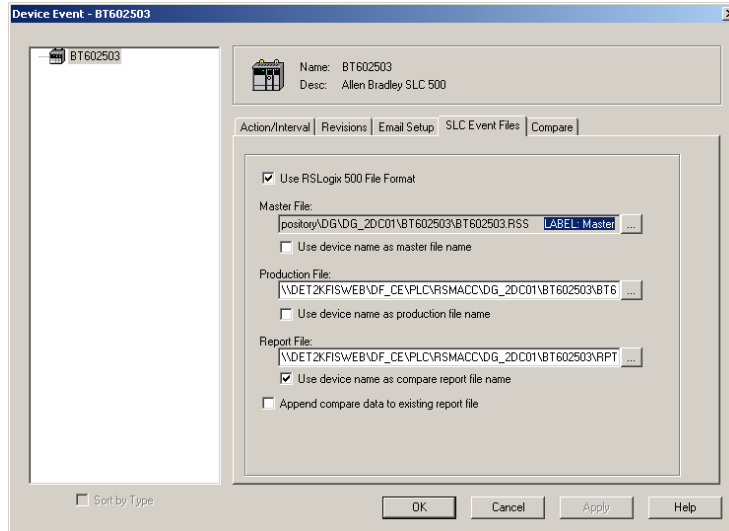 Device Event - BT602503
BT602503
Name: BT602503
Desc: Allen Bradley SLC 500
Action/Interval Revisions Email Setup SLC Event Files Compare
Use RSLogix 500 File Format
Master File:
pository\DG\DG_2DC01\BT602503\BT602503.RSS LABEL: Master ...
Use device name as master file name
Production File:
\\DET2KFISWEB\DF_CE\PLC\RSMACC\DG_2DC01\BT602503\BT6 ...
Use device name as production file name
Report File:
\\DET2KFISWEB\DF_CE\PLC\RSMACC\DG_2DC01\BT602503\RPT ...
Use device name as compare report file name
Append compare data to existing report file
Sort by Type
OK Cancel Apply Help